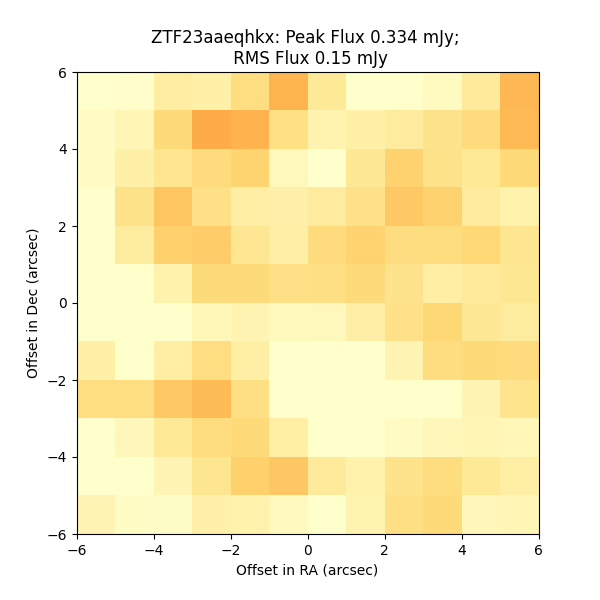 ZTF23aaeqhkx: Peak Flux 0.334 mJy;
RMS Flux 0.15 mJy
6
4
2
0
−2
−4
−6
Offset in Dec (arcsec)
−6 −4 −2 0 2 4 6
Offset in RA (arcsec)